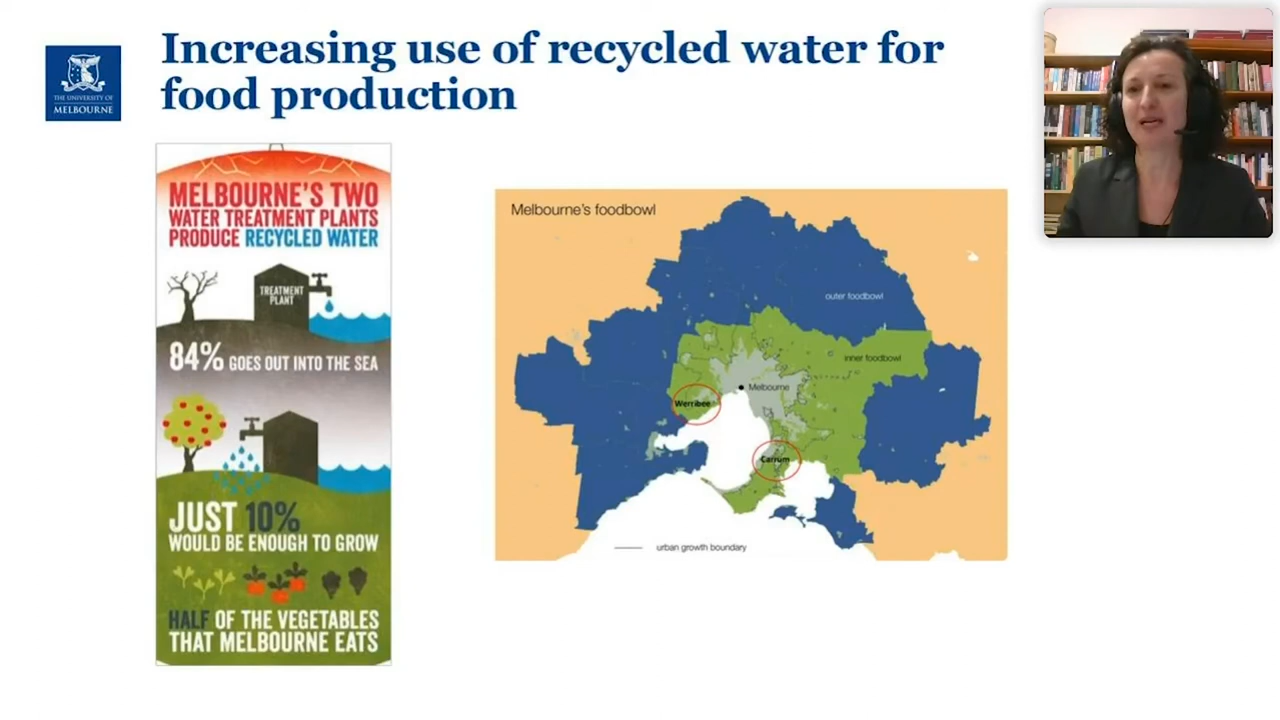 Increasing use of recycled water for
food production
THE UNIVERSITY OF
MELBOURNE
MELBOURNE'S TWO
WATER TREATMENT PLANTS
PRODUCE RECYCLED WATER
TREATMENT
PLANT
84% GOES OUT INTO THE SEA
JUST 10%
WOULD BE ENOUGH TO GROW
HALF OF THE VEGETABLES
THAT MELBOURNE EATS
Melbourne's foodbowl
outer foodbowl
inner foodbowl
Melbourne
Werribee
Carrum
urban growth boundary